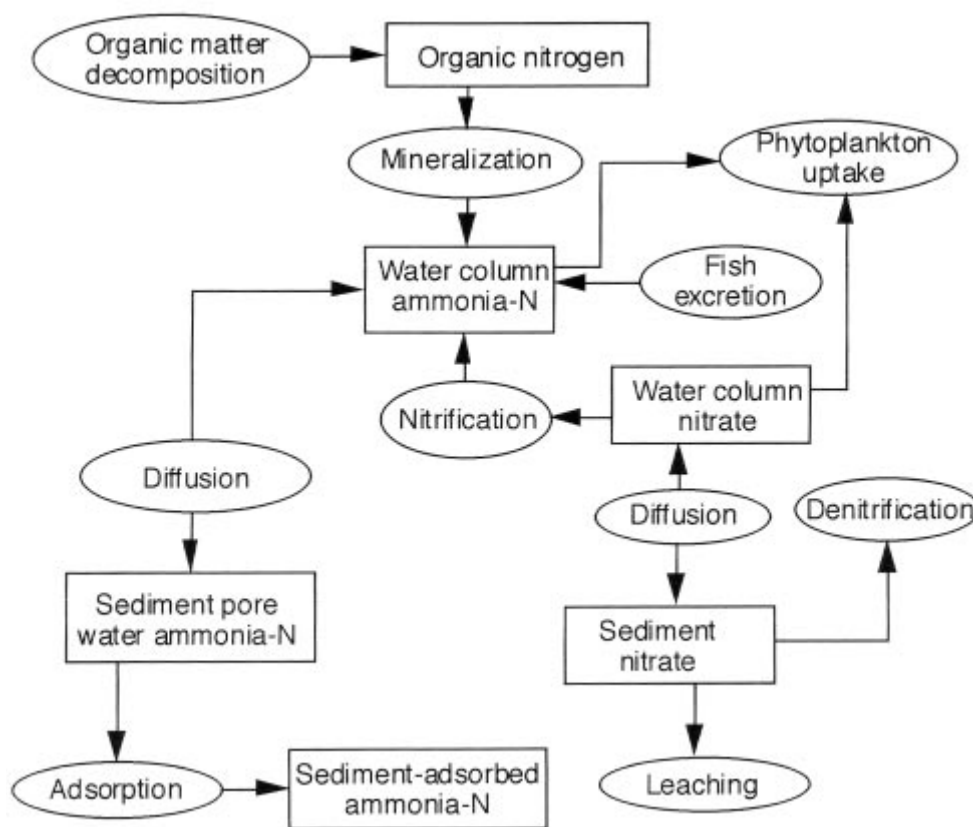 Organic matter
decomposition
Organic nitrogen
Mineralization
Phytoplankton
uptake
Water column
ammonia-N
Fish
excretion
Nitrification
Water column
nitrate
Diffusion
Diffusion
Denitrification
Sediment pore
water ammonia-N
Sediment
nitrate
Adsorption
Sediment-adsorbed
ammonia-N
Leaching